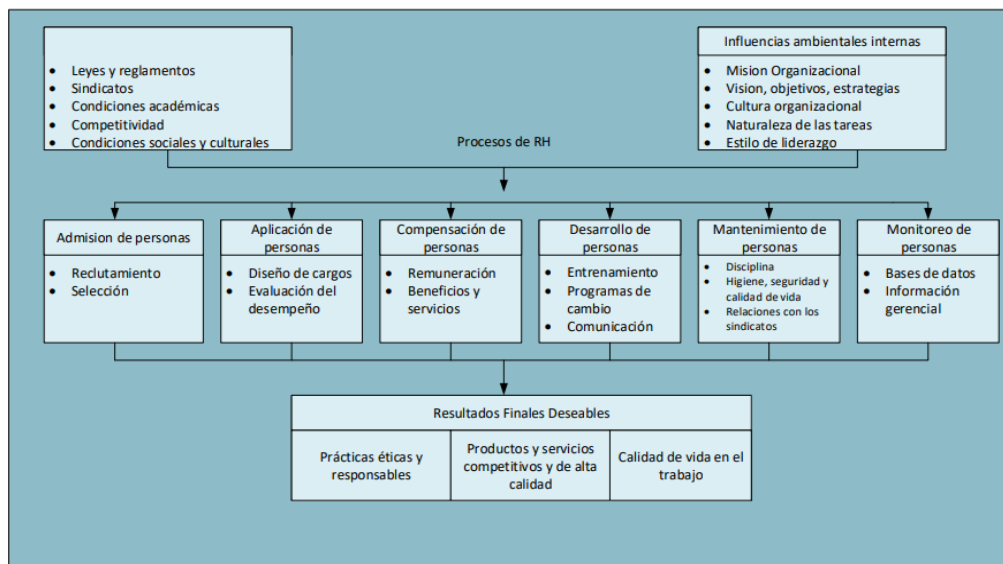 • Leyes y reglamentos
• Sindicatos
• Condiciones académicas
• Competitividad
• Condiciones sociales y culturales
Influencias ambientales internas
• Mision Organizacional
• Vision, objetivos, estrategias
• Cultura organizacional
• Naturaleza de las tareas
• Estilo de liderazgo
Procesos de RH
Admision de personas
• Reclutamiento
• Selección
Aplicación de
personas
• Diseño de cargos
• Evaluación del
desempeño
Compensación de
personas
• Remuneración
• Beneficios y
servicios
Desarrollo de
personas
• Entrenamiento
• Programas de
cambio
• Comunicación
Mantenimiento de
personas
• Disciplina
• Higiene, seguridad y
calidad de vida
• Relaciones con los
sindicatos
Monitoreo de
personas
• Bases de datos
• Información
gerencial
Resultados Finales Deseables
Prácticas éticas y
responsables
Productos y servicios
competitivos y de alta
calidad
Calidad de vida en el
trabajo